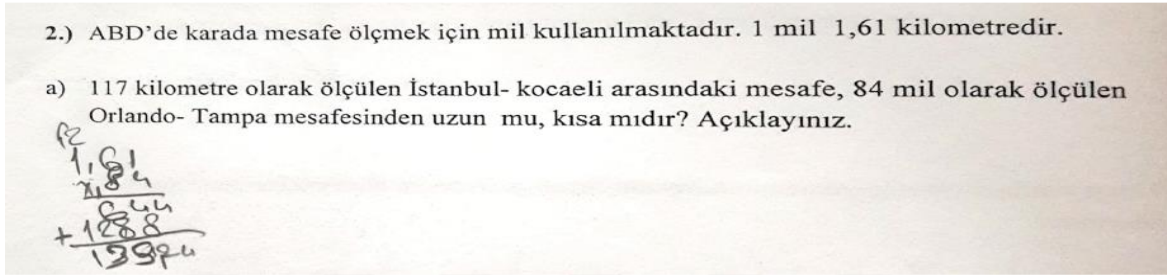 2.) ABD'de karada mesafe ölçmek için mil kullanılmaktadır. 1 mil 1,61 kilometredir.
a) 117 kilometre olarak ölçülen İstanbul- kocaeli arasındaki mesafe, 84 mil olarak ölçülen
Orlando- Tampa mesafesinden uzun mu, kısa mıdır? Açıklayınız.
1,61
x,84
644
+1288